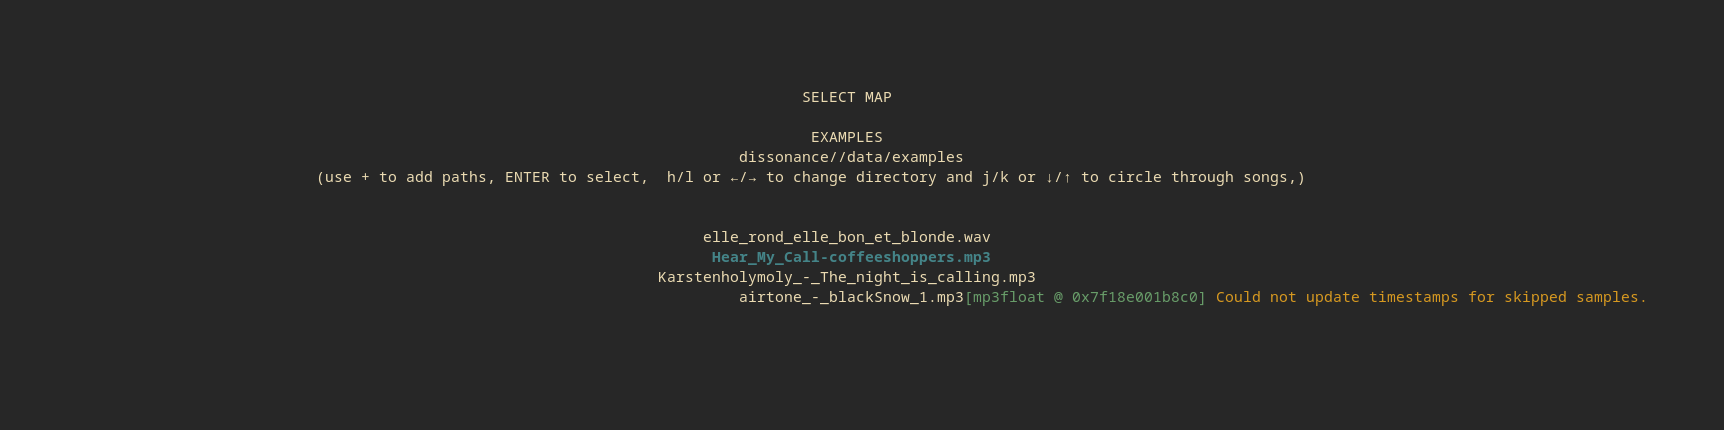 SELECT MAP
EXAMPLES
dissonance//data/examples
(use + to add paths, ENTER to select,  h/l or ←/→ to change directory and j/k or ↓/↑ to circle through songs,)
elle_rond_elle_bon_et_blonde.wav
Hear_My_Call-coffeeshoppers.mp3
Karstenholymoly_-_The_night_is_calling.mp3
airtone_-_blackSnow_1.mp3[mp3float @ 0x7f18e001b8c0] Could not update timestamps for skipped samples.